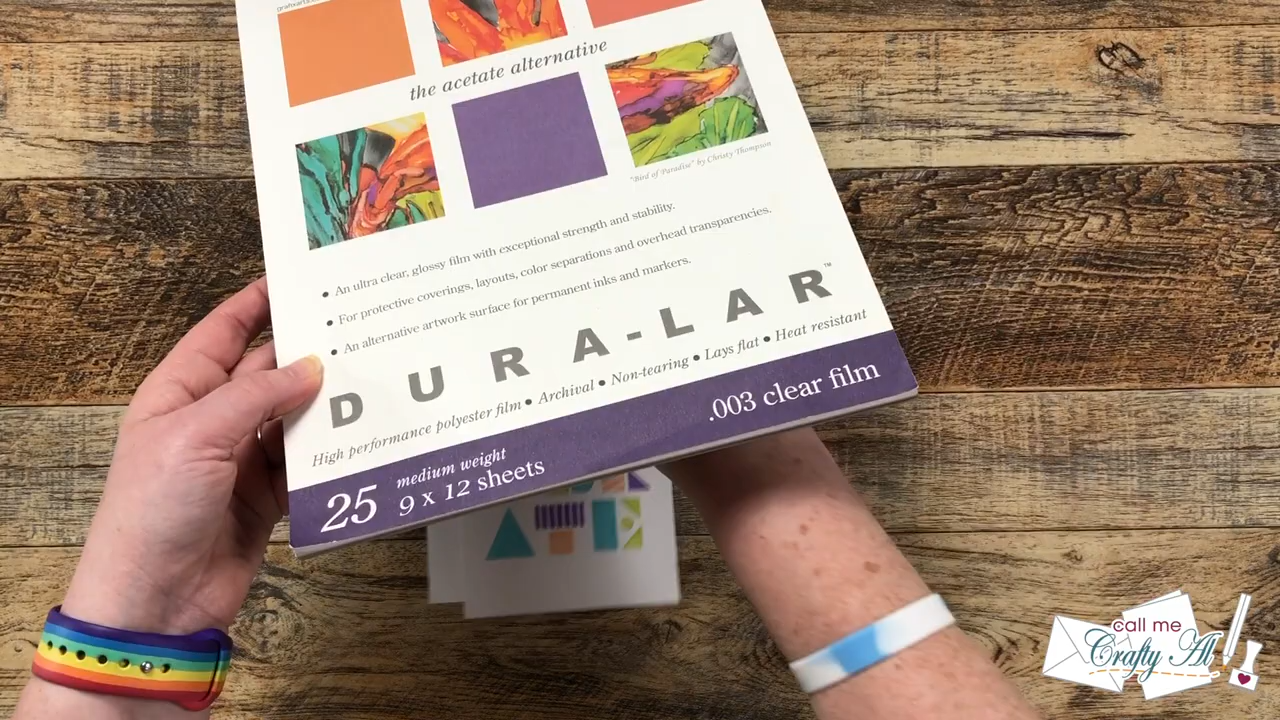 the acetate alternative
"Bird of Paradise" by Christy Thompson
• An ultra clear, glossy film with exceptional strength and stability.
• For protective coverings, layouts, color separations and overhead transparencies.
• An alternative artwork surface for permanent inks and markers.
DURA-LAR™
High performance polyester film • Archival • Non-tearing • Lays flat • Heat resistant
.003 clear film
25 medium weight
9 x 12 sheets
call me
Crafty Al